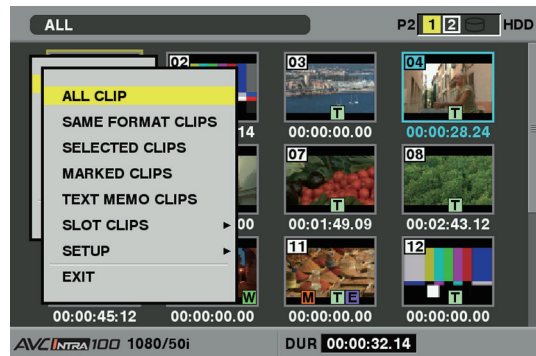 ALL P2 1 2 HDD
02 03 04
ALL CLIP
SAME FORMAT CLIPS
14 00:00:00.00 00:00:28.24
SELECTED CLIPS
MARKED CLIPS
07 08
TEXT MEMO CLIPS
SLOT CLIPS
00 00:01:49.09 00:02:43.12
SETUP
11 12
EXIT
T T
T T
W M T E T
00:00:45:12 00:00:00.00 00:00:00.00 00:00:00.00
AVC INTRA 100 1080/50i DUR 00:00:32.14